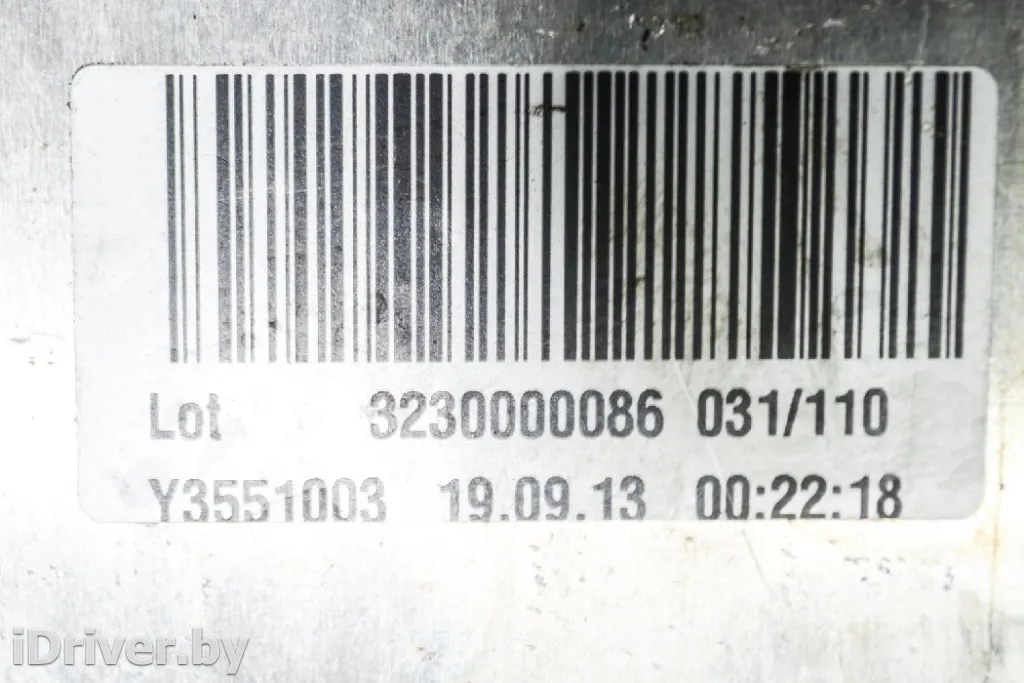 Lot 3230000086 031/110
Y3551003 19.09.13 00:22:18
iDriver.by